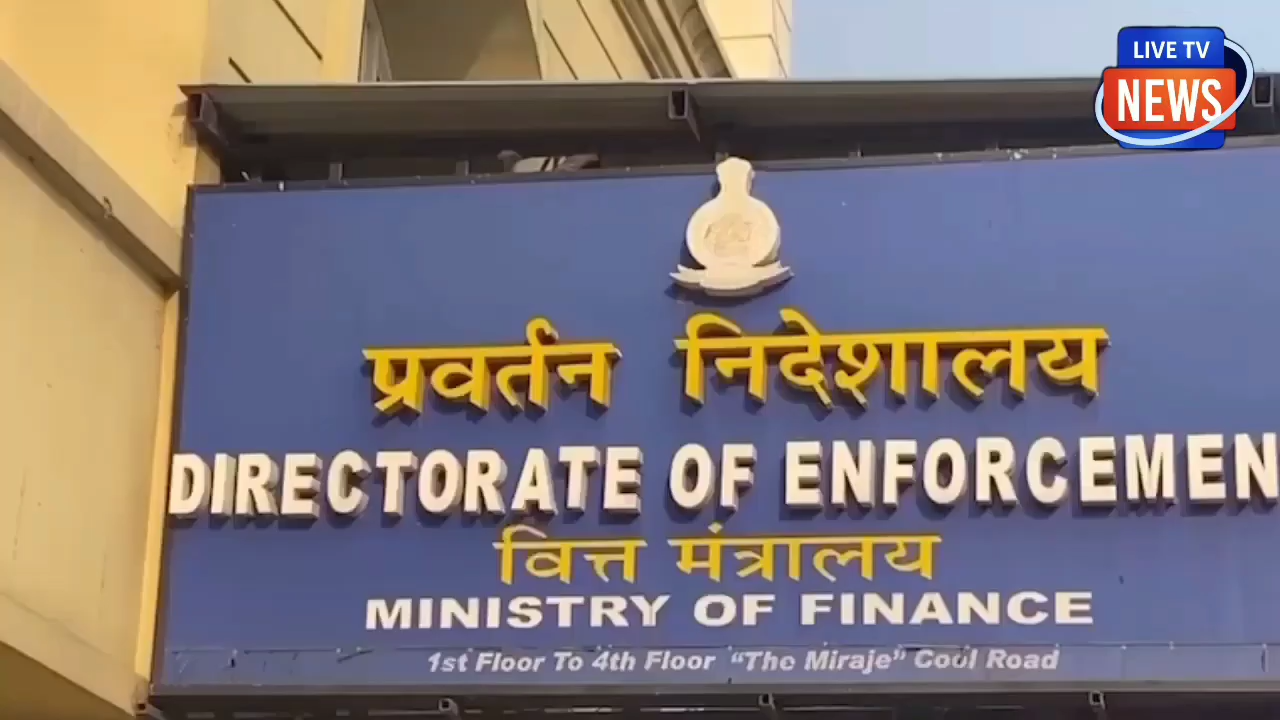 LIVE TV
NEWS
प्रवर्तन निदेशालय
DIRECTORATE OF ENFORCEMEN
वित्त मंत्रालय
MINISTRY OF FINANCE
1st Floor To 4th Floor "The Miraje" Cool Road